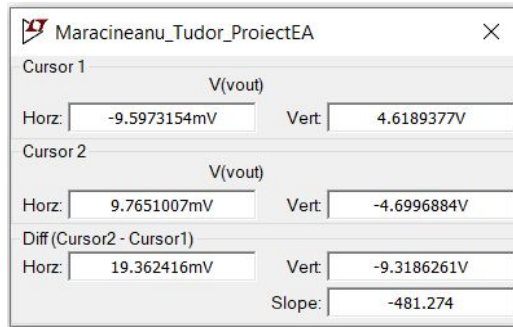 Maracineanu_Tudor_ProiectEA
Cursor 1
V(vout)
Horz: -9.5973154mV Vert: 4.6189377V
Cursor 2
V(vout)
Horz: 9.7651007mV Vert: -4.6996884V
Diff (Cursor2 - Cursor1)
Horz: 19.362416mV Vert: -9.3186261V
Slope: -481.274